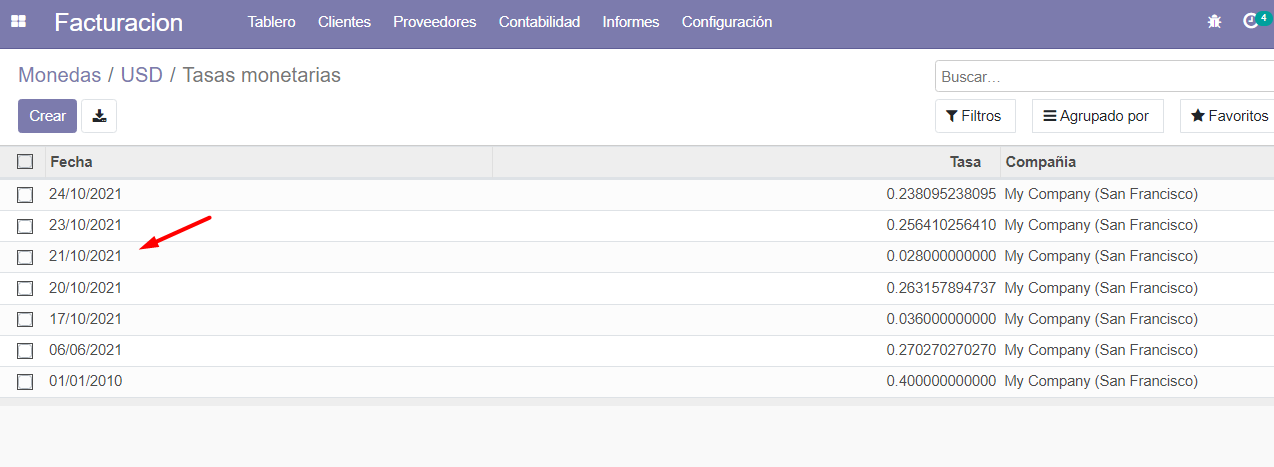 Facturacion Tablero Clientes Proveedores Contabilidad Informes Configuración 4
Monedas / USD / Tasas monetarias
Buscar...
Crear
Filtros Agrupado por Favoritos
Fecha Tasa Compañia
24/10/2021 0.238095238095 My Company (San Francisco)
23/10/2021 0.256410256410 My Company (San Francisco)
21/10/2021 0.028000000000 My Company (San Francisco)
20/10/2021 0.263157894737 My Company (San Francisco)
17/10/2021 0.036000000000 My Company (San Francisco)
06/06/2021 0.270270270270 My Company (San Francisco)
01/01/2010 0.400000000000 My Company (San Francisco)